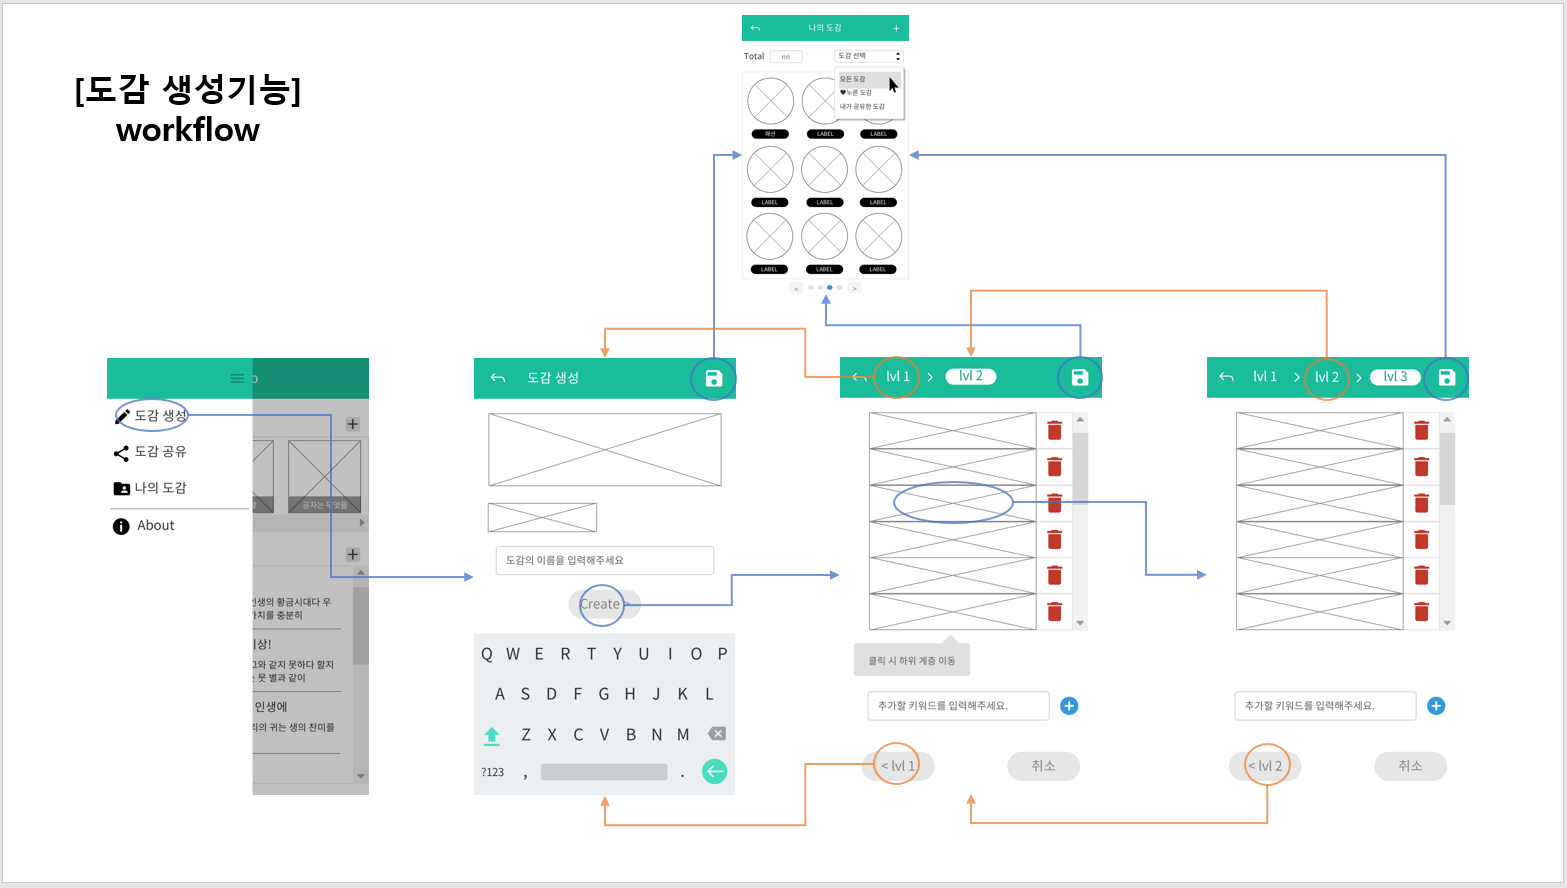 [도감 생성기능]
workflow
나의 도감
+
Total
nn
도감 선택
모든 도감
♥누른 도감
내가 공유한 도감
패션
LABEL
LABEL
LABEL
LABEL
LABEL
LABEL
LABEL
LABEL
<
>
도감 생성
도감 공유
나의 도감
About
공자는 무엇을
인생의 황금시대다 우
가치를 충분히
이상!
그와 같지 못하다 할지
는 못 별과 같이
인생에
의 귀는 생의 찬미를
도감 생성
도감의 이름을 입력해주세요
Create >
Q W E R T Y U I O P
A S D F G H J K L
Z X C V B N M
?123 , .
lvl 1 > lvl 2
클릭 시 하위 계층 이동
추가할 키워드를 입력해주세요.
< lvl 1
취소
lvl 1 > lvl 2 > lvl 3
추가할 키워드를 입력해주세요.
< lvl 2
취소